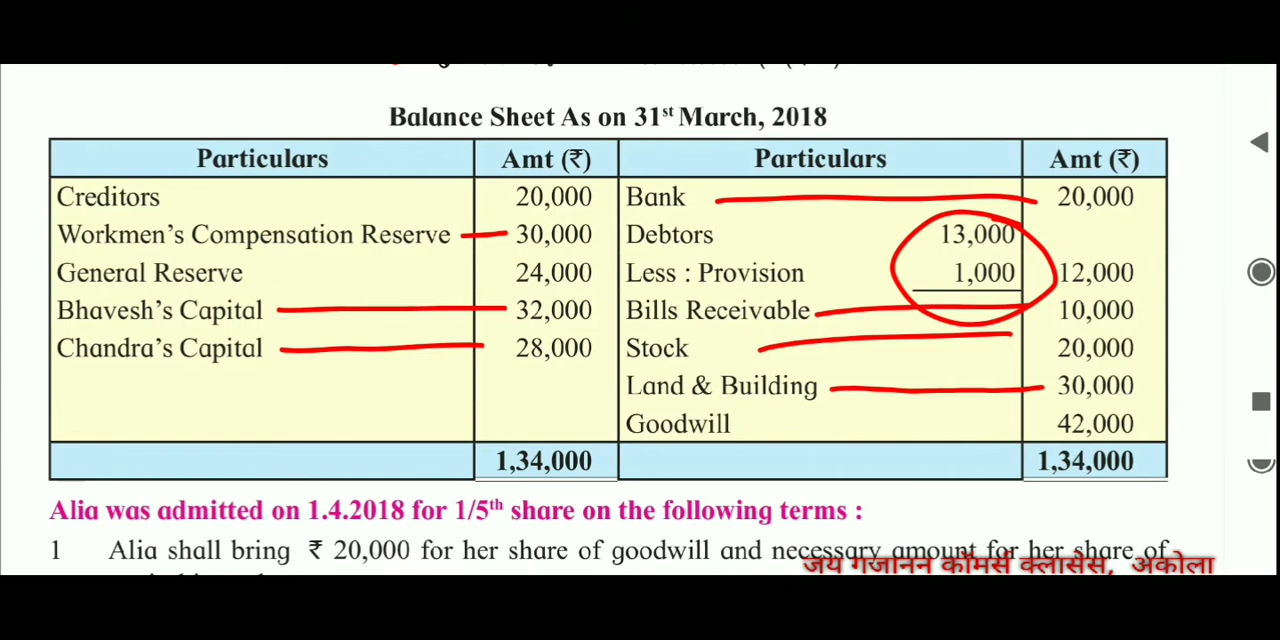 Balance Sheet As on 31st March, 2018
Particulars Amt (₹) Particulars Amt (₹)
Creditors 20,000 Bank 20,000
Workmen's Compensation Reserve 30,000 Debtors 13,000
General Reserve 24,000 Less : Provision 1,000 12,000
Bhavesh's Capital 32,000 Bills Receivable 10,000
Chandra's Capital 28,000 Stock 20,000
Land & Building 30,000
Goodwill 42,000
1,34,000 1,34,000
Alia was admitted on 1.4.2018 for 1/5th share on the following terms :
1 Alia shall bring ₹ 20,000 for her share of goodwill and necessary amount for her share of
जय गजानन कॉमर्स क्लासेस, अकोला